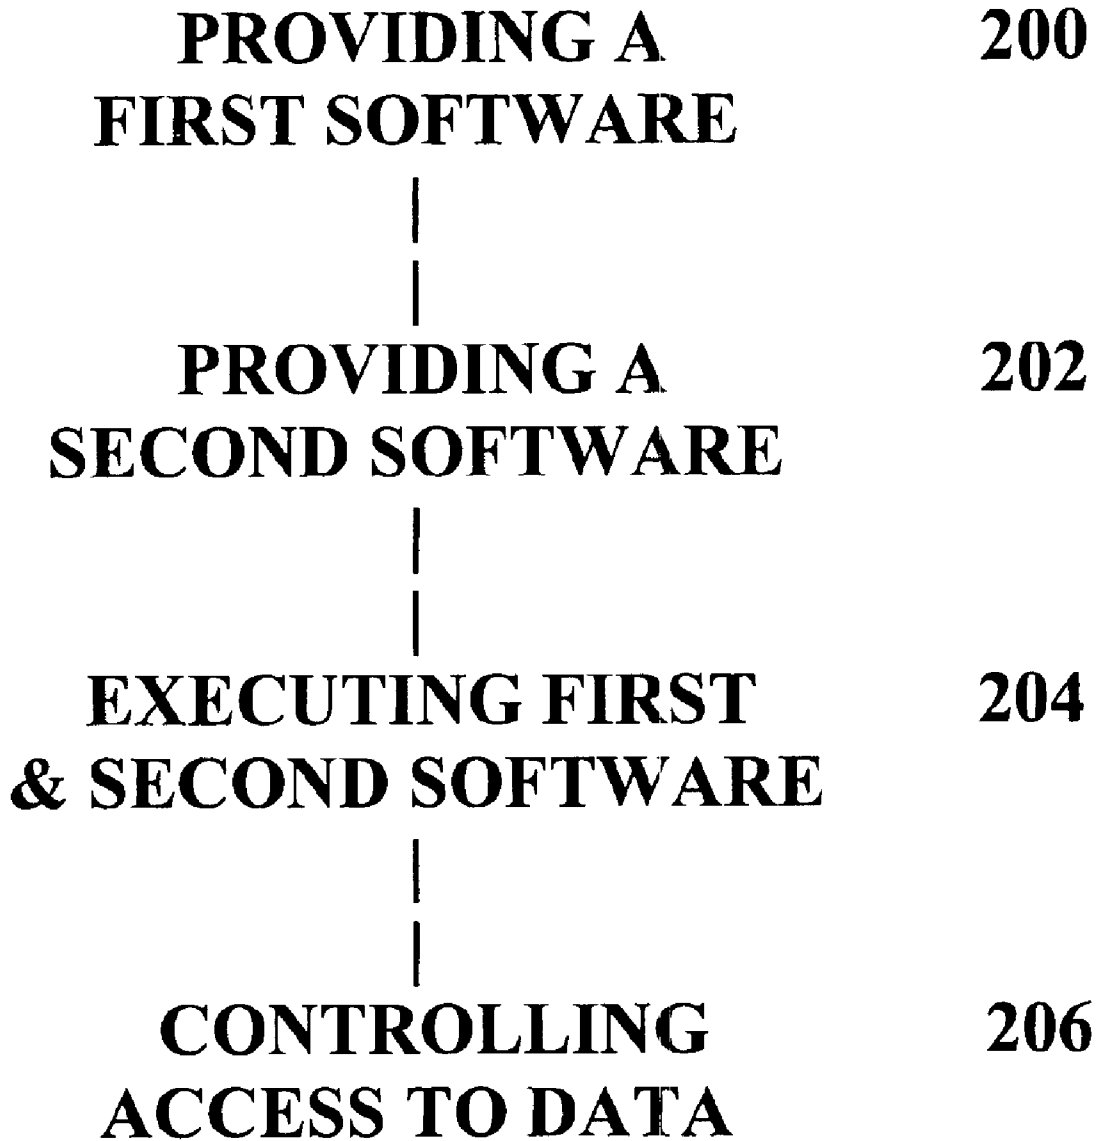 PROVIDING A 200
FIRST SOFTWARE
PROVIDING A 202
SECOND SOFTWARE
EXECUTING FIRST 204
& SECOND SOFTWARE
CONTROLLING 206
ACCESS TO DATA